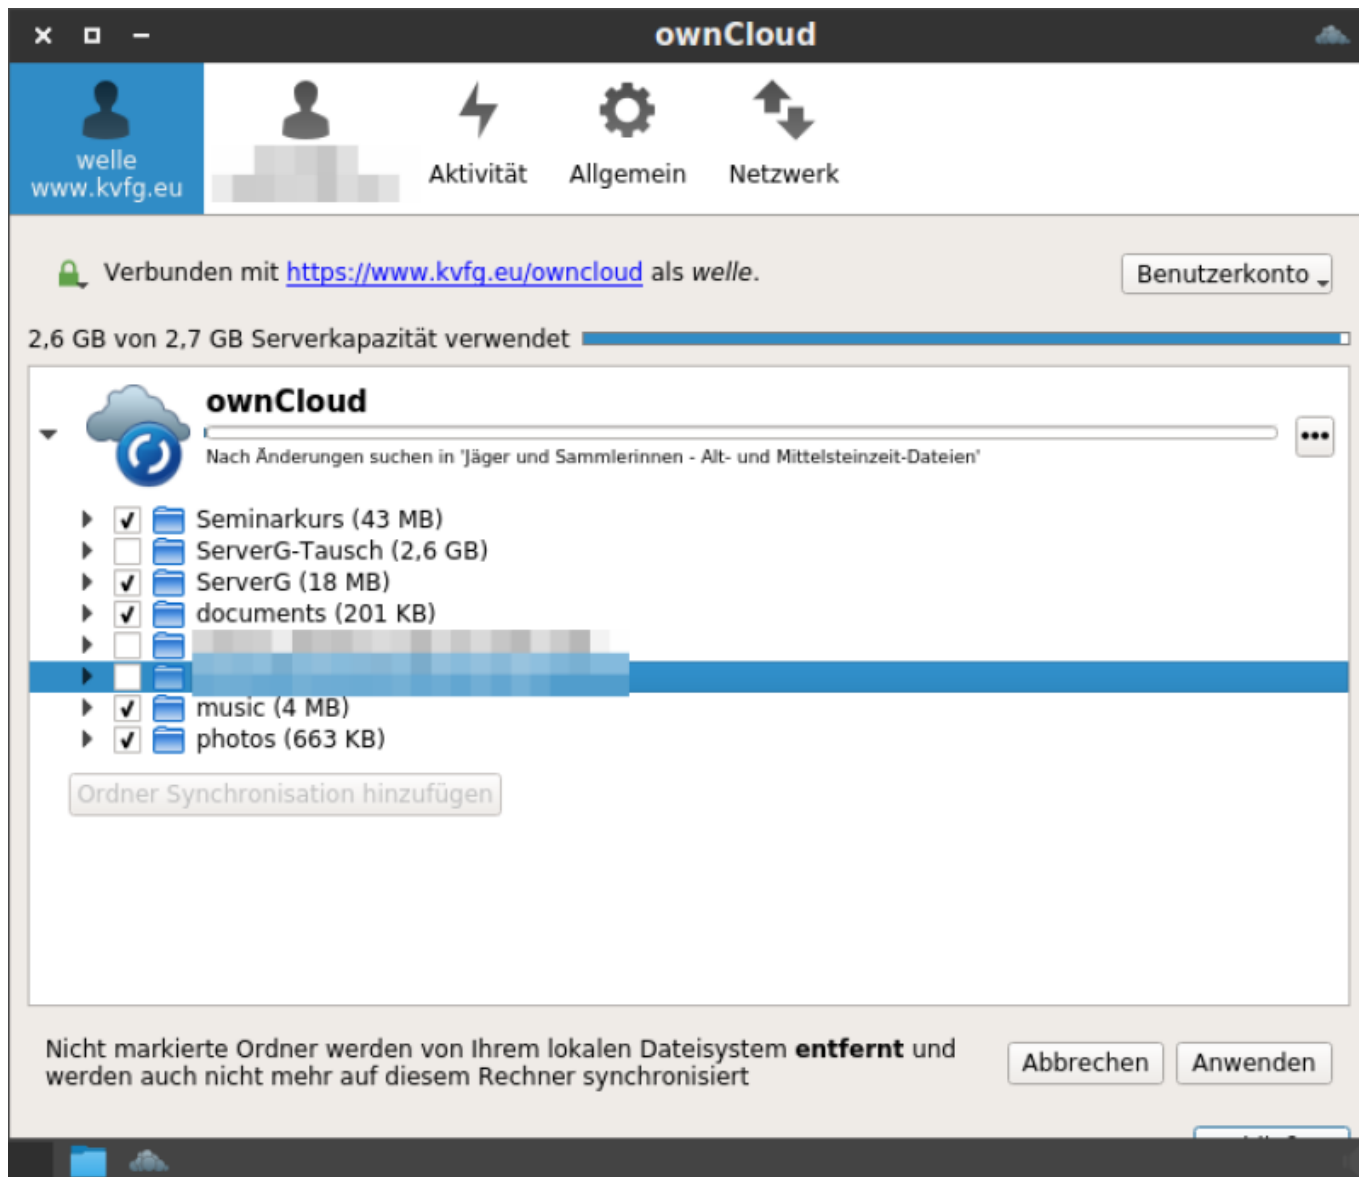 ownCloud
welle
www.kvfg.eu
Aktivität
Allgemein
Netzwerk
Verbunden mit https://www.kvfg.eu/owncloud als welle.
Benutzerkonto
2,6 GB von 2,7 GB Serverkapazität verwendet
ownCloud
Nach Änderungen suchen in 'Jäger und Sammlerinnen - Alt- und Mittelsteinzeit-Dateien'
Seminarkurs (43 MB)
ServerG-Tausch (2,6 GB)
ServerG (18 MB)
documents (201 KB)
music (4 MB)
photos (663 KB)
Ordner Synchronisation hinzufügen
Nicht markierte Ordner werden von Ihrem lokalen Dateisystem entfernt und
werden auch nicht mehr auf diesem Rechner synchronisiert
Abbrechen
Anwenden